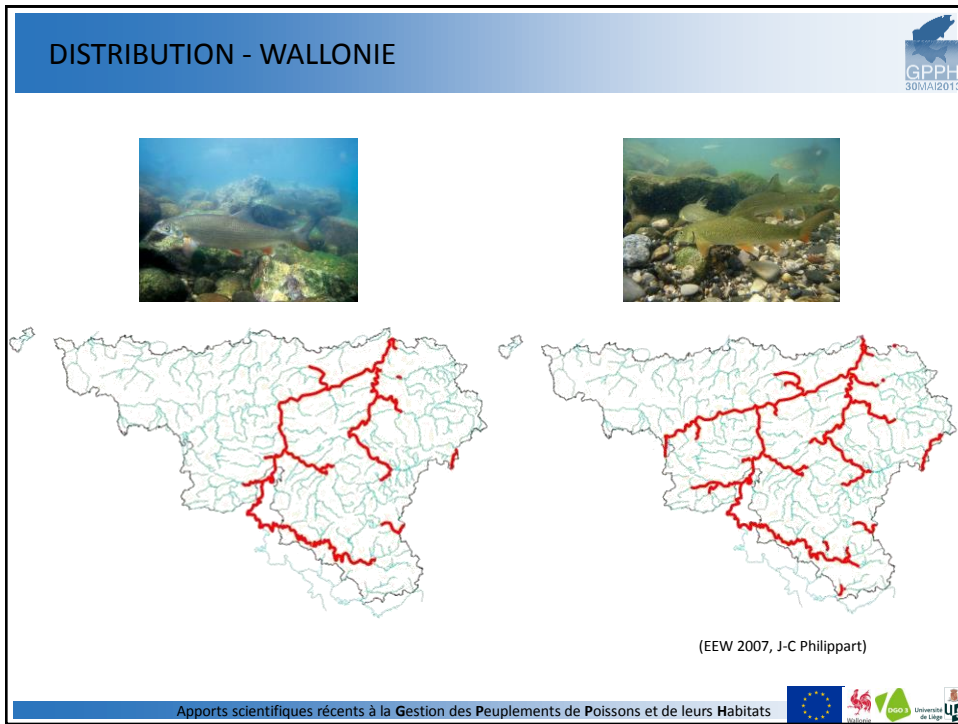 DISTRIBUTION - WALLONIE
GPPH
30MAI2013
(EEW 2007, J-C Philippart)
Apports scientifiques récents à la Gestion des Peuplements de Poissons et de leurs Habitats
Wallonie
DGO 3
Université
de Liège